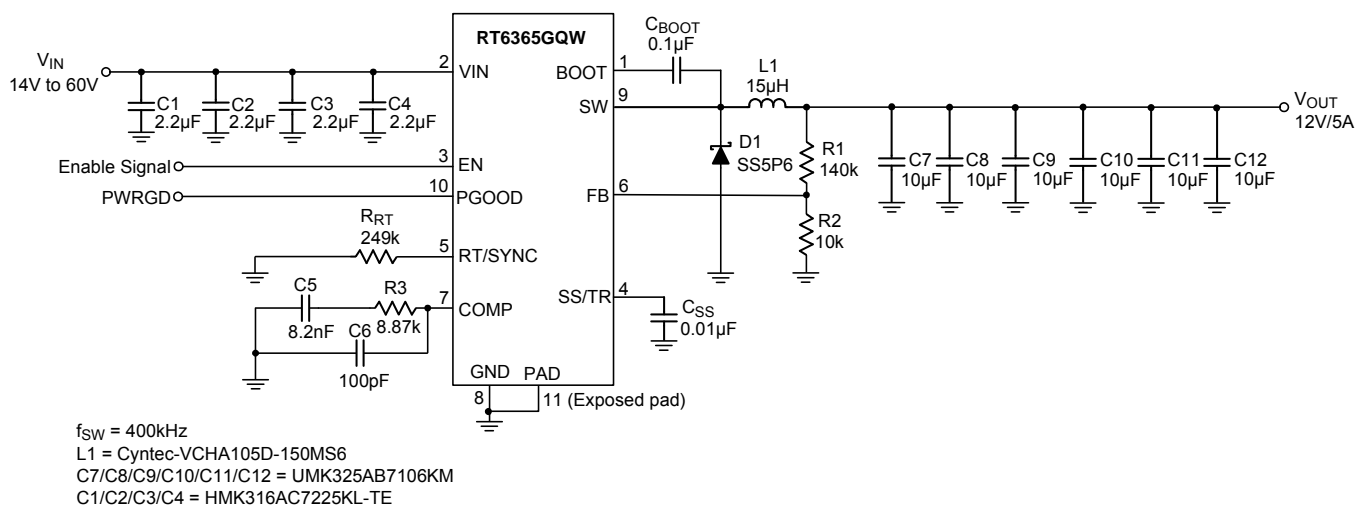 RT6365GQW
CBOOT
0.1µF
VIN
14V to 60V
2
VIN
BOOT
1
L1
15µH
SW
9
VOUT
12V/5A
C1
2.2µF
C2
2.2µF
C3
2.2µF
C4
2.2µF
Enable Signal
3
EN
D1
SS5P6
R1
140k
C7
10µF
C8
10µF
C9
10µF
C10
10µF
C11
10µF
C12
10µF
PWRGD
10
PGOOD
FB
6
R2
10k
RRT
249k
5
RT/SYNC
C5
8.2nF
R3
8.87k
7
COMP
C6
100pF
SS/TR
4
CSS
0.01µF
GND
PAD
8
11 (Exposed pad)
fSW = 400kHz
L1 = Cyntec-VCHA105D-150MS6
C7/C8/C9/C10/C11/C12 = UMK325AB7106KM
C1/C2/C3/C4 = HMK316AC7225KL-TE